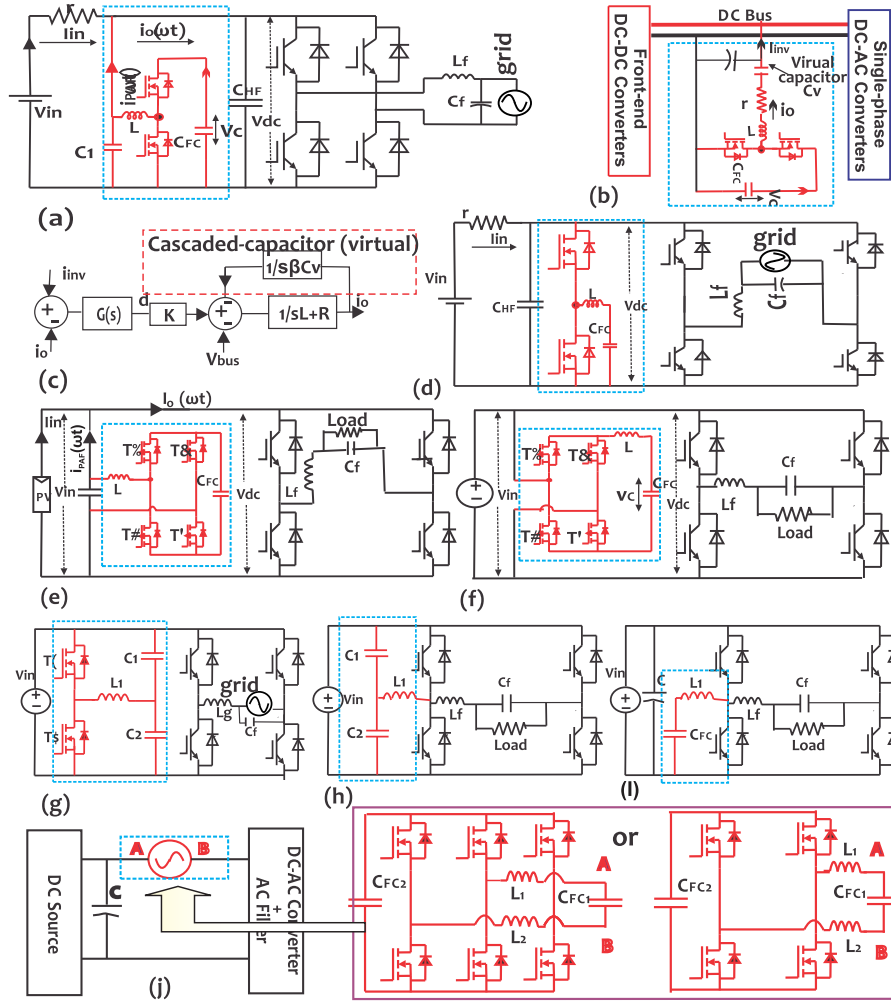 r
Iin
iₒ(ωt)
Vin
L
C1
CFC
Vc
CHF
Vdc
Lf
Cf
grid
(a)
DC Bus
Front-end
DC-DC Converters
Single-phase
DC-AC Converters
Iinv
Virual
capacitor
Cv
r
io
L
CFC
Vc
(b)
Cascaded-capacitor (virtual)
1/sβCv
iinv
d
G(s)
K
1/sL+R
io
io
Vbus
(c)
r
Iin
Vin
CHF
L
CFC
Vdc
Lf
Cf
grid
(d)
Iin
Io (ωt)
iPAF(ωt)
PV
Vin
T%
T&
L
CFC
T#
T'
Vdc
Load
Cf
Lf
(e)
Vin
T%
T&
L
CFC
Vc
T#
T'
Vdc
Cf
Lf
Load
(f)
Vin
T(
C1
L1
T$
C2
grid
Lg
Cf
(g)
C1
Vin
L1
C2
Cf
Lf
Load
(h)
Vin
C
L1
CFC
Cf
Lf
Load
(l)
DC Source
A
B
C
DC-AC Converter
+
AC Filler
(j)
CFC2
L1
L2
CFC1
A
B
or
CFC2
L1
A
CFC1
L2
B